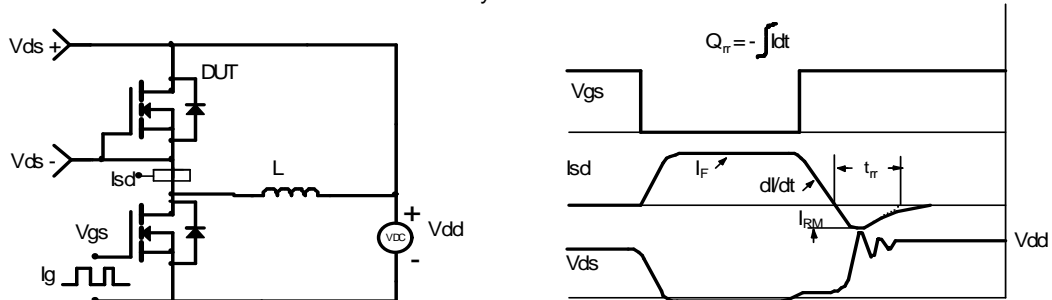 Vds +
DUT
Vds -
Isd
L
Vgs
Ig
VDC
+
-
Vdd
Qrr = - ∫Idt
Vgs
Isd
IF
dI/dt
trr
IRM
Vds
Vdd